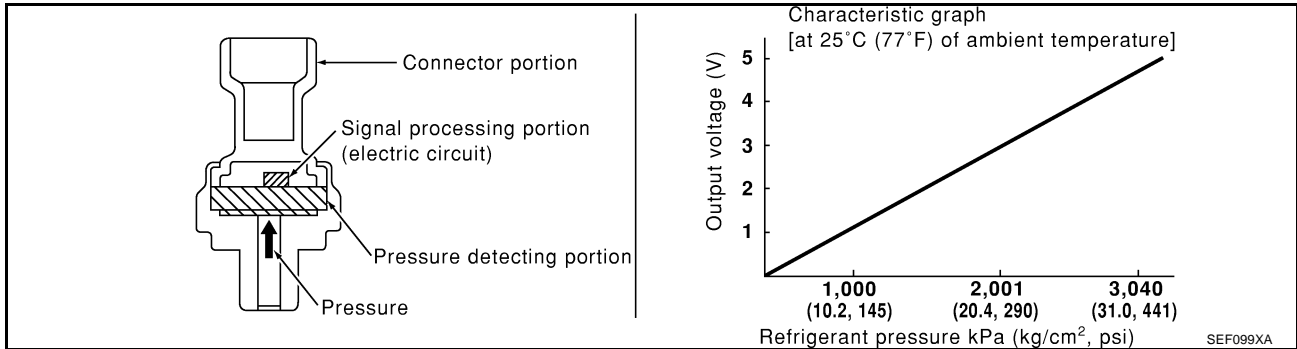 Connector portion
Signal processing portion
(electric circuit)
Pressure detecting portion
Pressure
Characteristic graph
[at 25˚C (77˚F) of ambient temperature]
Output voltage (V)
5
4
3
2
1
1,000 2,001 3,040
(10.2, 145) (20.4, 290) (31.0, 441)
Refrigerant pressure kPa (kg/cm², psi)
SEF099XA